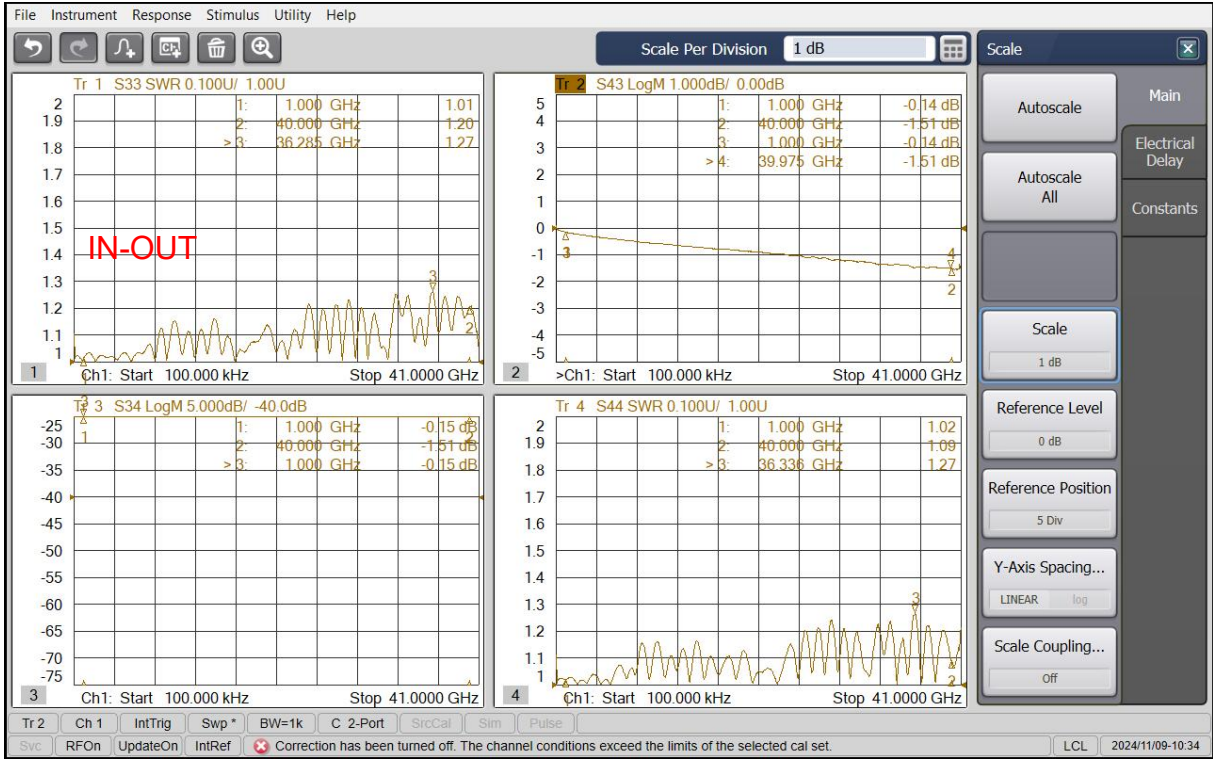 File Instrument Response Stimulus Utility Help
Scale Per Division 1 dB
Scale
Tr 1 S33 SWR 0.100U/ 1.00U
1: 1.000 GHz 1.01
2: 40.000 GHz 1.20
> 3: 36.285 GHz 1.27
2
1.9
1.8
1.7
1.6
1.5
1.4
1.3
1.2
1.1
1
IN-OUT
3
2
1
1 Ch1: Start 100.000 kHz Stop 41.0000 GHz
Tr 2 S43 LogM 1.000dB/ 0.00dB
1: 1.000 GHz -0.14 dB
2: 40.000 GHz -1.51 dB
3: 1.000 GHz -0.14 dB
> 4: 39.975 GHz -1.51 dB
5
4
3
2
1
0
-1
-2
-3
-4
-5
3
4
2
2 >Ch1: Start 100.000 kHz Stop 41.0000 GHz
Tr 3 S34 LogM 5.000dB/ -40.0dB
1: 1.000 GHz -0.15 dB
2: 40.000 GHz -1.51 dB
> 3: 1.000 GHz -0.15 dB
-25
-30
-35
-40
-45
-50
-55
-60
-65
-70
-75
3
1
2
3 Ch1: Start 100.000 kHz Stop 41.0000 GHz
Tr 4 S44 SWR 0.100U/ 1.00U
1: 1.000 GHz 1.02
2: 40.000 GHz 1.09
> 3: 36.336 GHz 1.27
2
1.9
1.8
1.7
1.6
1.5
1.4
1.3
1.2
1.1
1
3
2
4 Ch1: Start 100.000 kHz Stop 41.0000 GHz
Autoscale
Autoscale
All
Scale
1 dB
Reference Level
0 dB
Reference Position
5 Div
Y-Axis Spacing...
LINEAR log
Scale Coupling...
Off
Main
Electrical
Delay
Constants
Tr 2 Ch 1 IntTrig Swp * BW=1k C 2-Port SrcCal Sim Pulse
Svc RFOn UpdateOn IntRef Correction has been turned off. The channel conditions exceed the limits of the selected cal set. LCL 2024/11/09-10:34